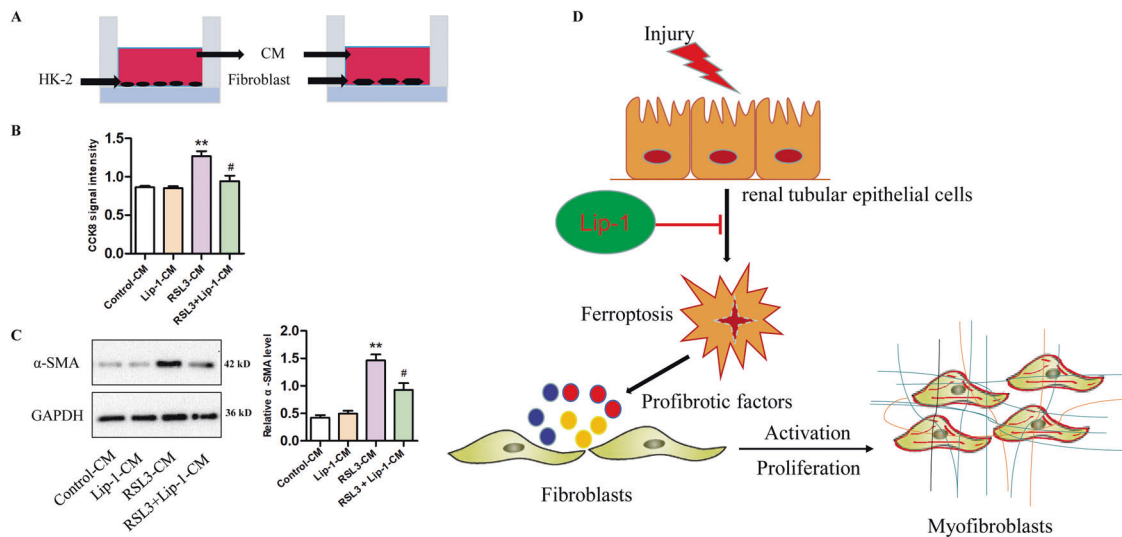 A
HK-2
CM
Fibroblast
B
CCK8 signal intensity
1.5
1.0
0.5
0.0
Control-CM
Lip-1-CM
RSL3-CM
RSL3+Lip-1-CM
**
#
C
α-SMA
42 kD
GAPDH
36 kD
Control-CM
Lip-1-CM
RSL3-CM
RSL3+Lip-1-CM
Relative α -SMA level
2.0
1.5
1.0
0.5
0.0
**
#
Control-CM
Lip-1-CM
RSL3-CM
RSL3 + Lip-1-CM
D
Injury
renal tubular epithelial cells
Lip-1
Ferroptosis
Profibrotic factors
Fibroblasts
Activation
Proliferation
Myofibroblasts